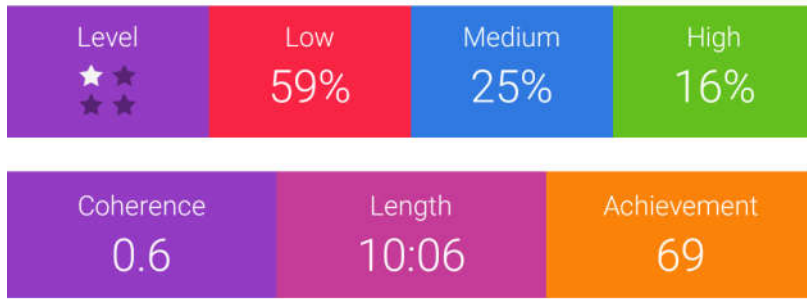 Level Low Medium High
59% 25% 16%
Coherence Length Achievement
0.6 10:06 69